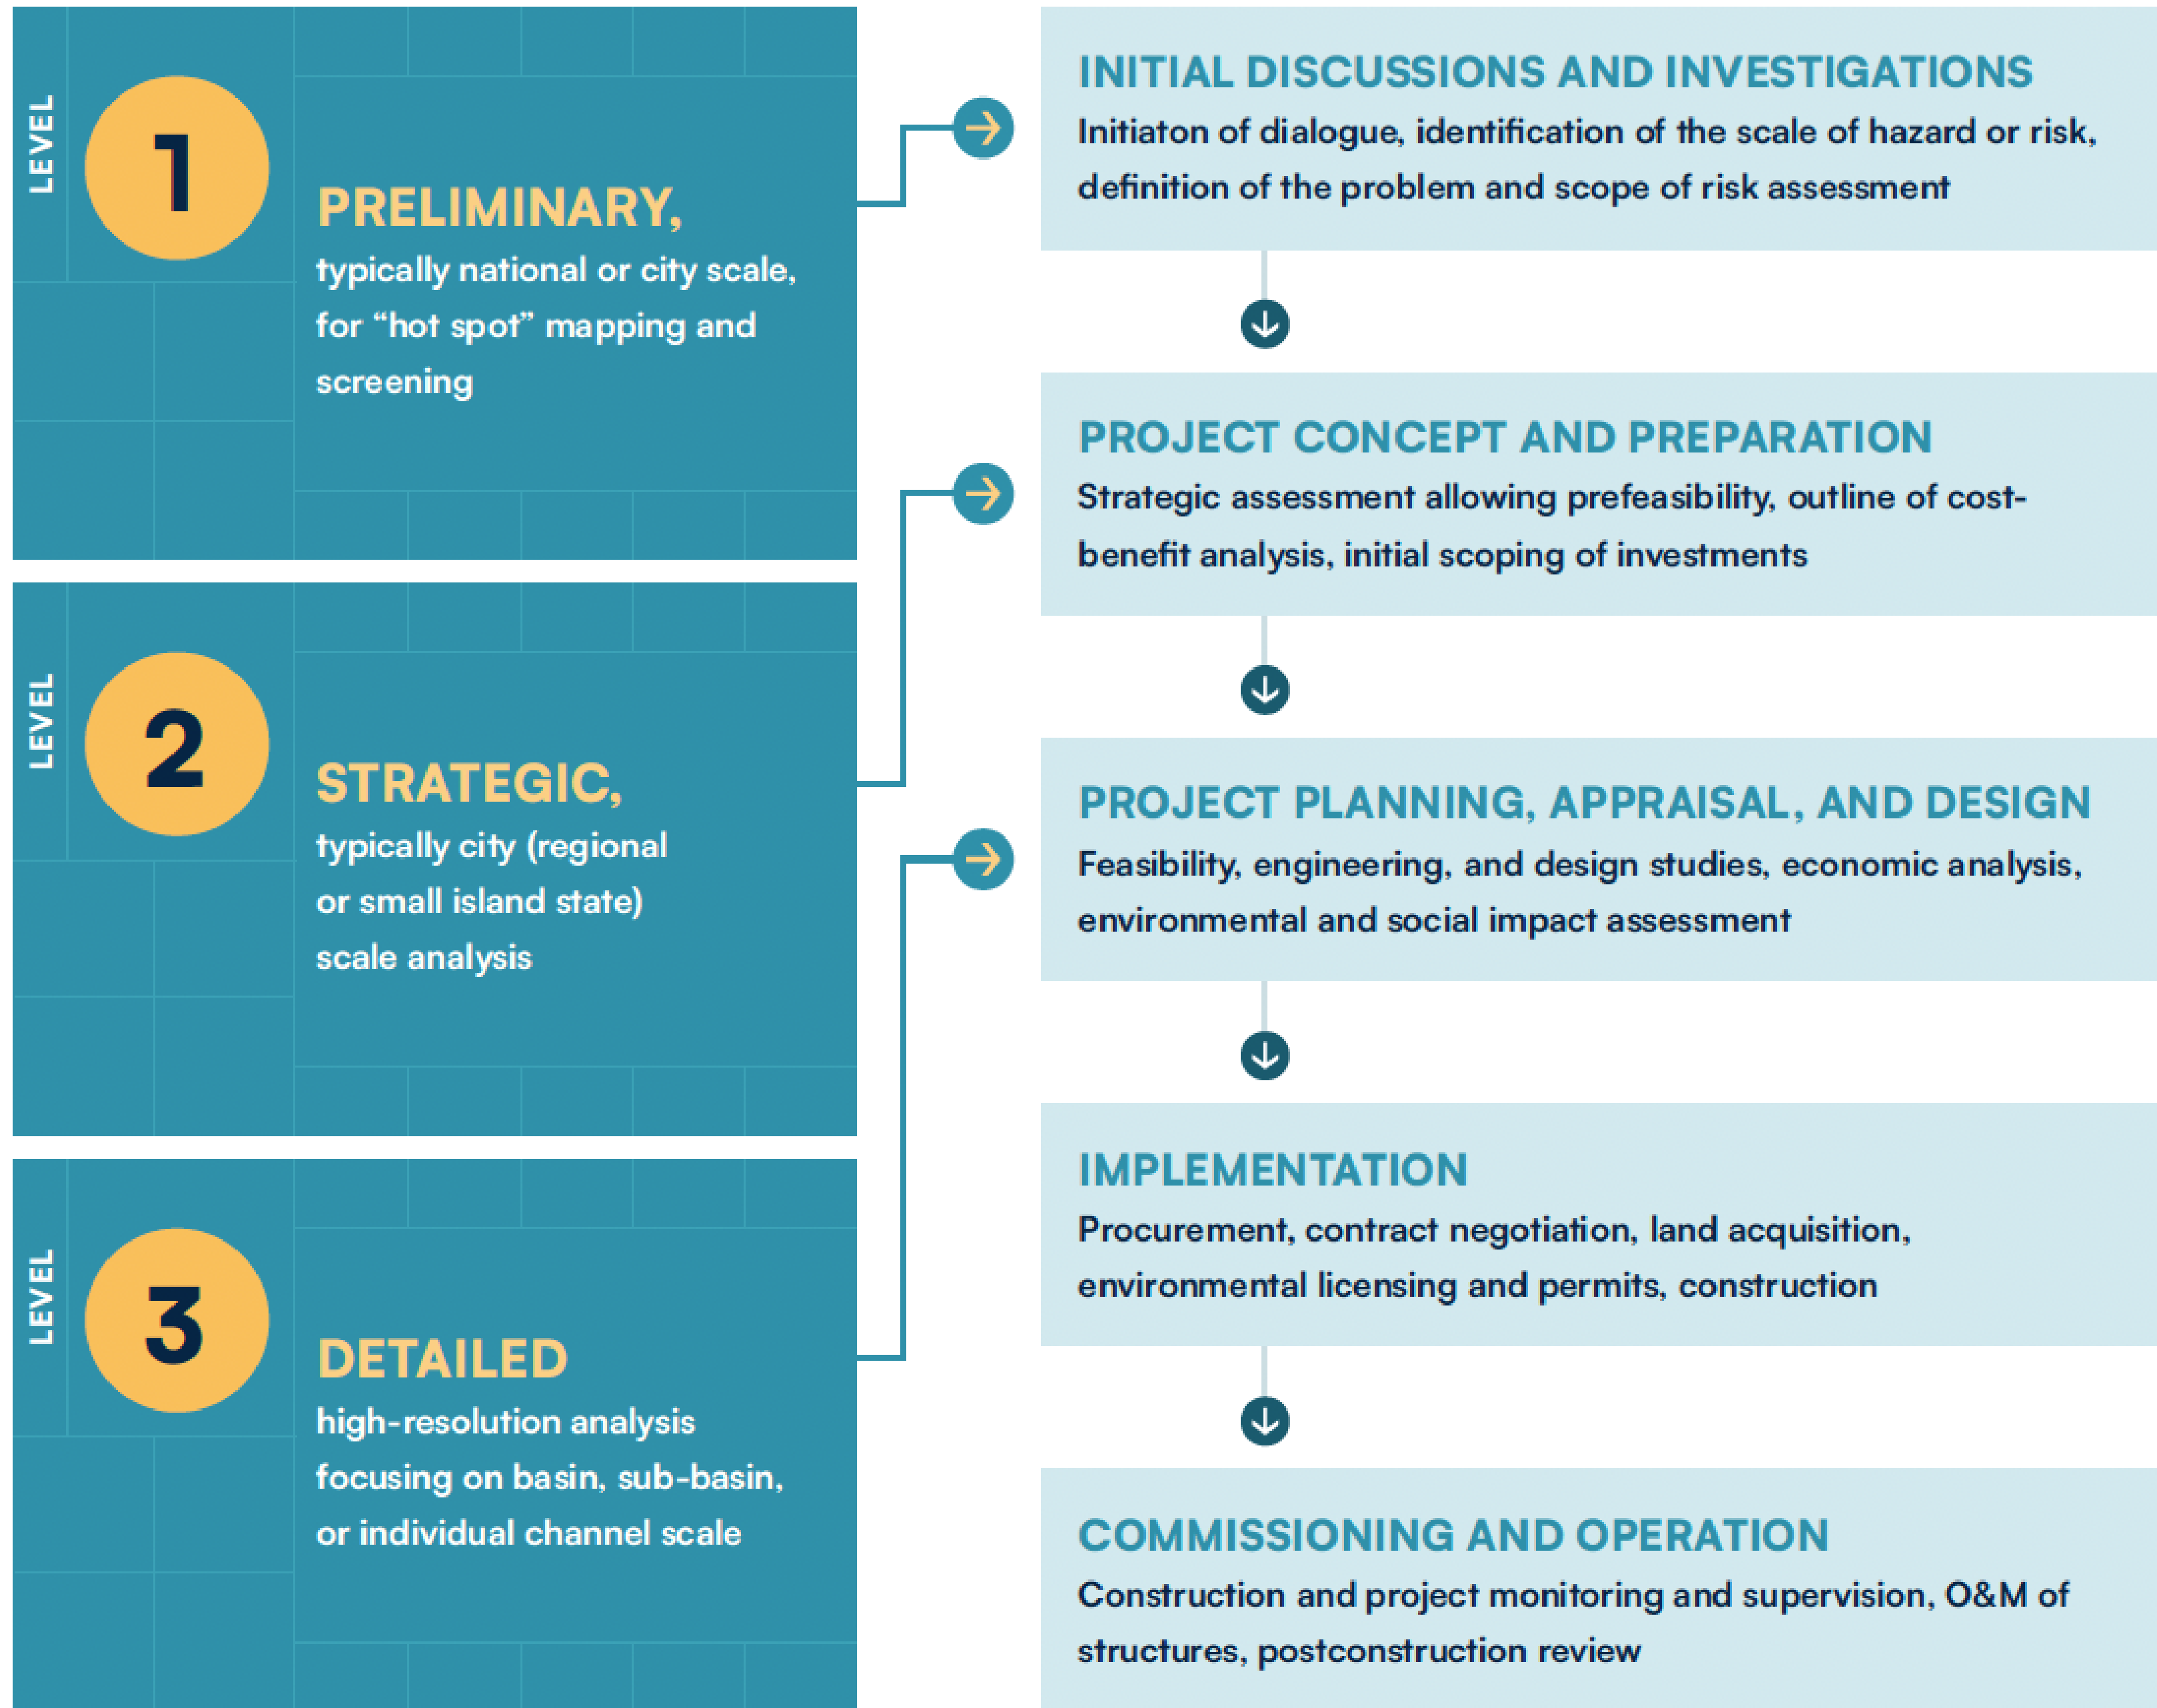 LEVEL
1
PRELIMINARY,
typically national or city scale,
for “hot spot” mapping and
screening
LEVEL
2
STRATEGIC,
typically city (regional
or small island state)
scale analysis
LEVEL
3
DETAILED
high-resolution analysis
focusing on basin, sub-basin,
or individual channel scale
INITIAL DISCUSSIONS AND INVESTIGATIONS
Initiaton of dialogue, identification of the scale of hazard or risk,
definition of the problem and scope of risk assessment
PROJECT CONCEPT AND PREPARATION
Strategic assessment allowing prefeasibility, outline of cost-
benefit analysis, initial scoping of investments
PROJECT PLANNING, APPRAISAL, AND DESIGN
Feasibility, engineering, and design studies, economic analysis,
environmental and social impact assessment
IMPLEMENTATION
Procurement, contract negotiation, land acquisition,
environmental licensing and permits, construction
COMMISSIONING AND OPERATION
Construction and project monitoring and supervision, O&M of
structures, postconstruction review